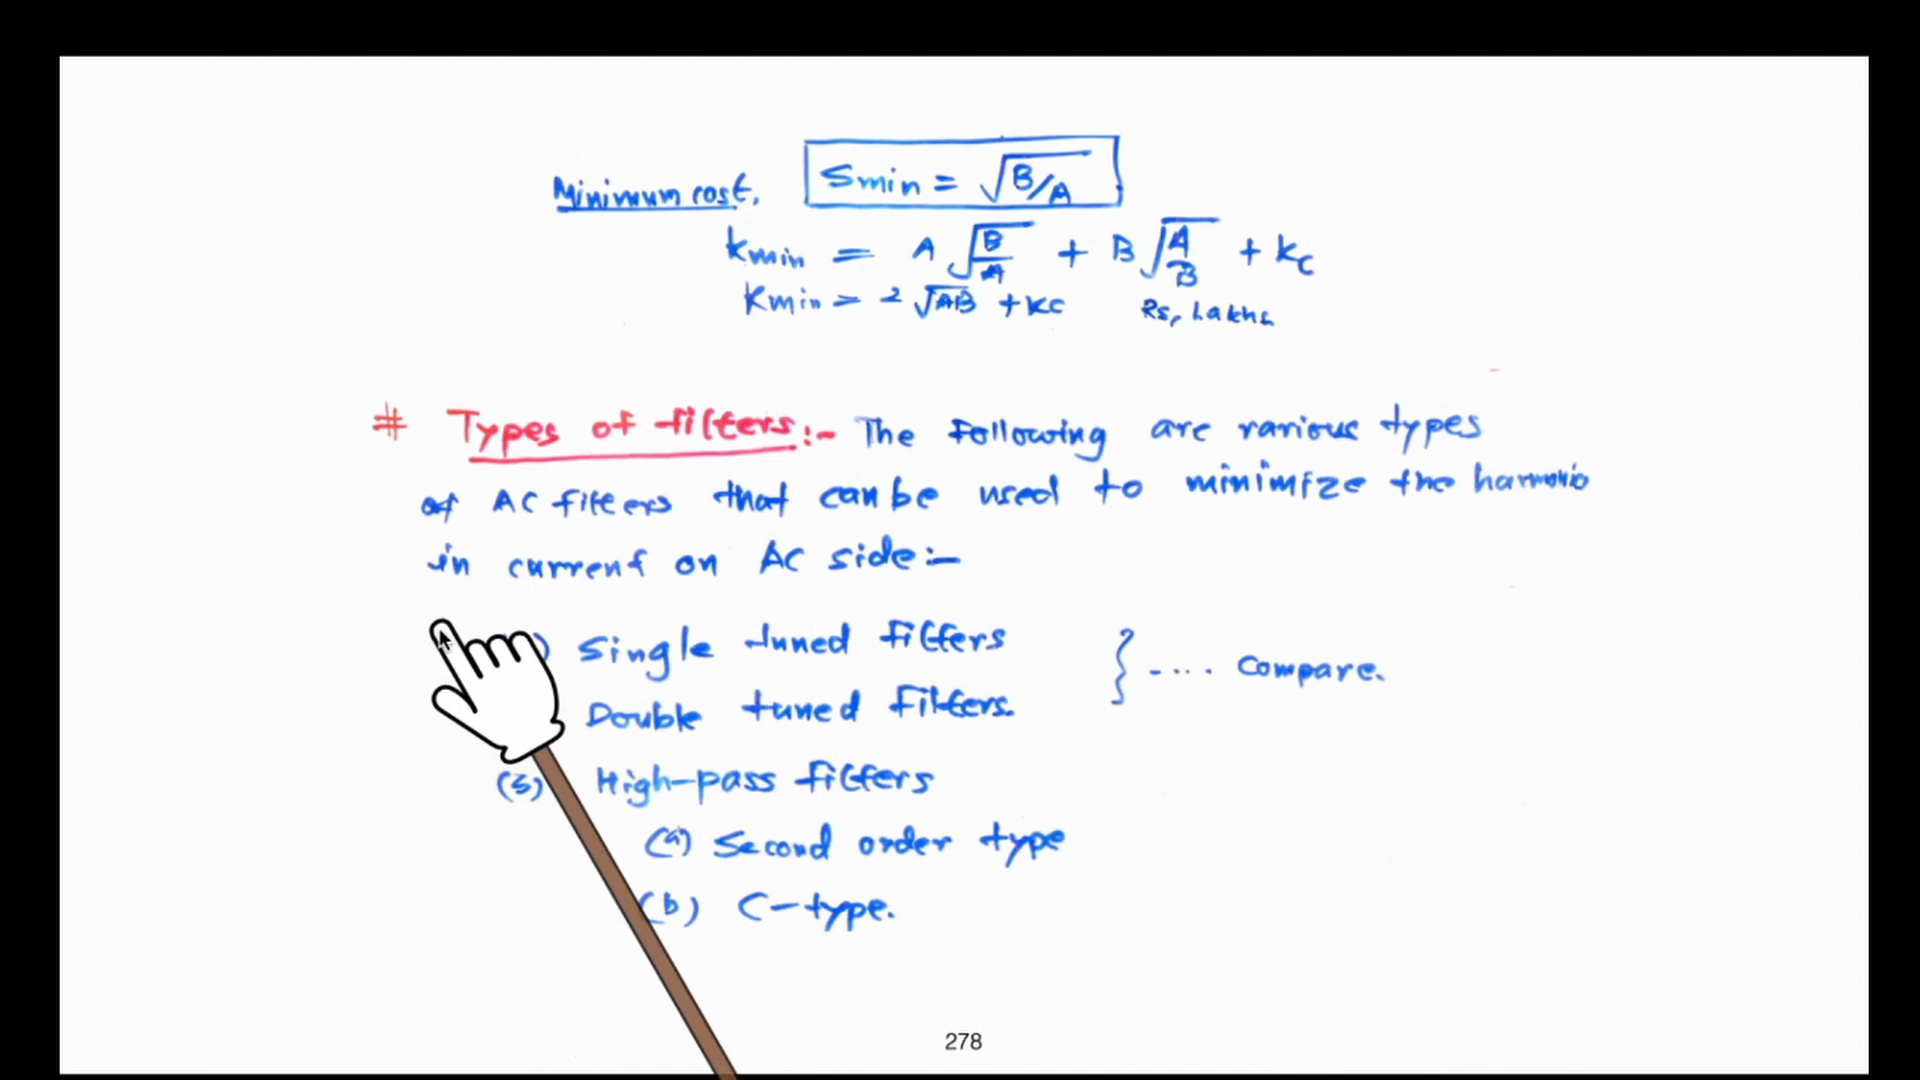 Minimum cost, Smin = √B/A
kmin = A √B/A + B √A/B + kc
Kmin = 2 √AB + KC Rs, Lakhs
# Types of filters:- The Following are various types
of AC filters that can be used to minimize the harmonic
in current on AC side:-
) Single tuned filters } .... Compare.
Double tuned Filters.
(3) High-pass filters
(a) Second order type
(b) C-type.
278